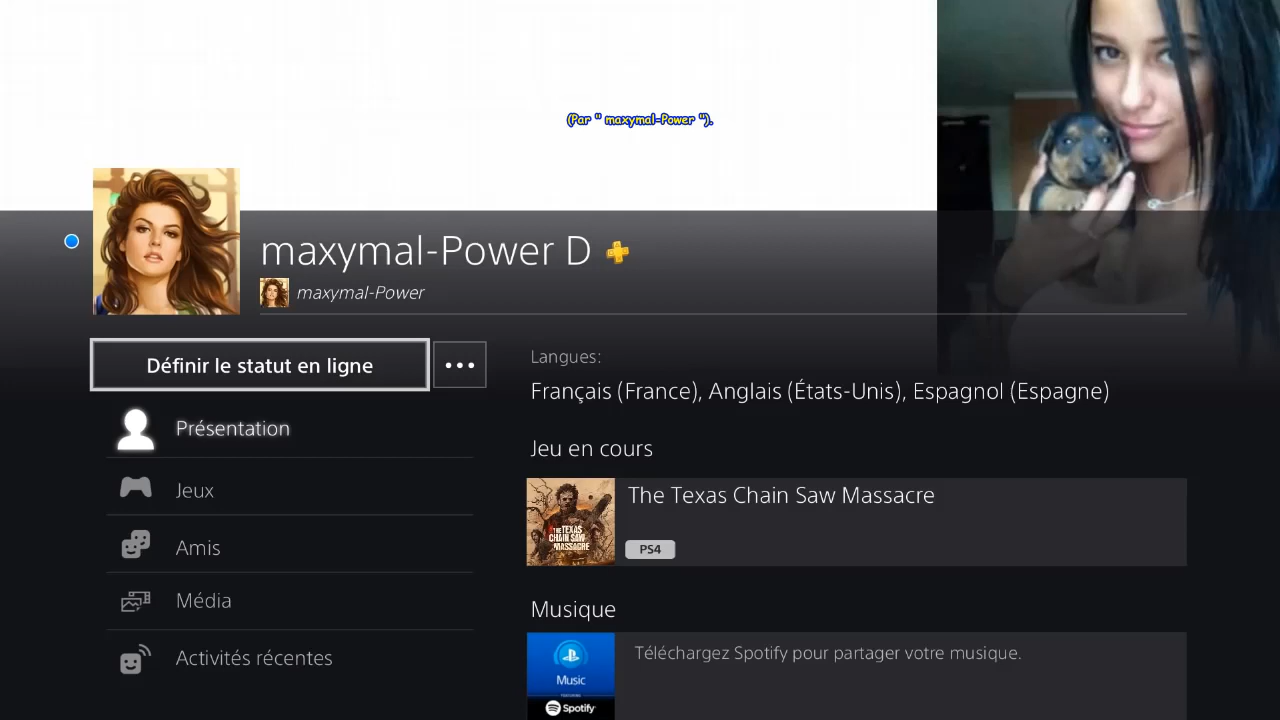 (Par " maxymal-Power ").
maxymal-Power D
maxymal-Power
Définir le statut en ligne
Présentation
Jeux
Amis
Média
Activités récentes
Langues:
Français (France), Anglais (États-Unis), Espagnol (Espagne)
Jeu en cours
The Texas Chain Saw Massacre
THE TEXAS
CHAIN SAW
MASSACRE
PS4
Musique
Téléchargez Spotify pour partager votre musique.
Music
Spotify